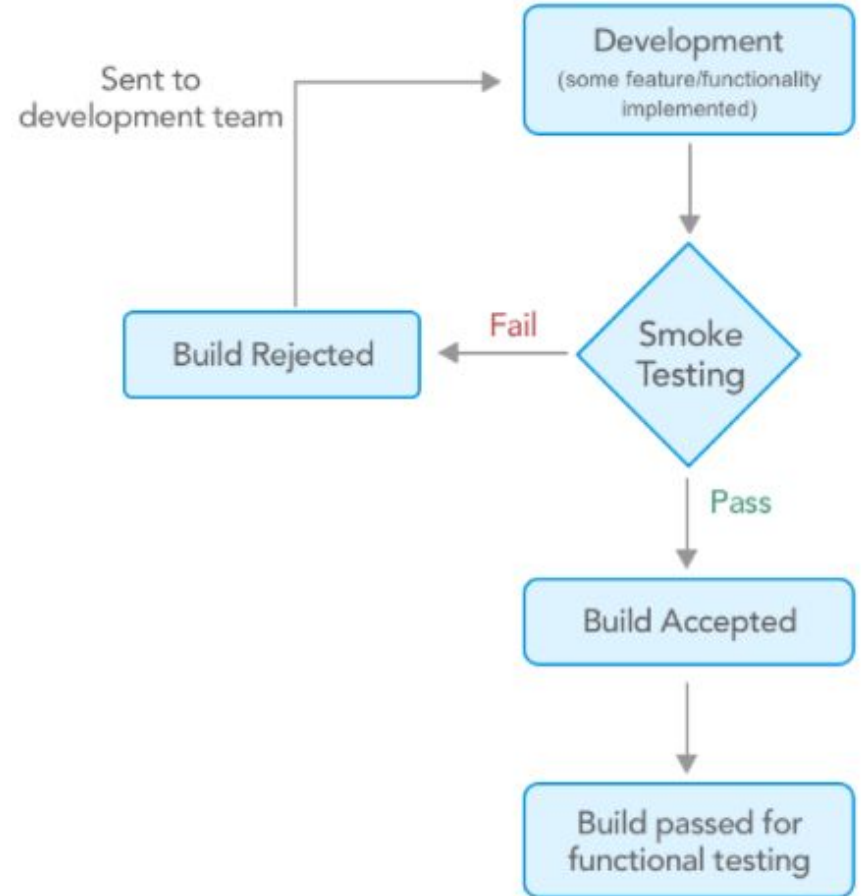 Development
(some feature/functionality
implemented)
Sent to
development team
Smoke
Testing
Fail
Build Rejected
Pass
Build Accepted
Build passed for
functional testing